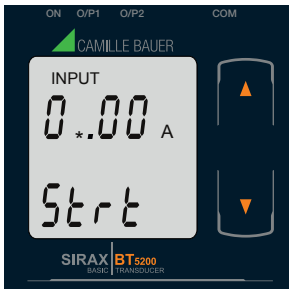 ON O/P1 O/P2 COM
CAMILLE BAUER
INPUT
0*.00 A
Strt
SIRAX BT5200
BASIC TRANSDUCER